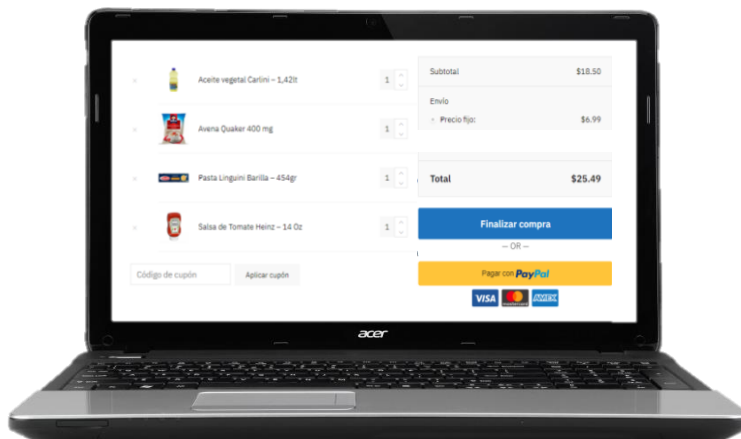 Aceite vegetal Carlini – 1,42lt
1
Avena Quaker 400 mg
1
Pasta Linguini Barilla – 454gr
1
Salsa de Tomate Heinz – 14 Oz
1
Código de cupón
Aplicar cupón
Subtotal $18.50
Envío
Precio fijo: $6.99
Total $25.49
Finalizar compra
— OR —
Pagar con PayPal
VISA
AMEX
acer